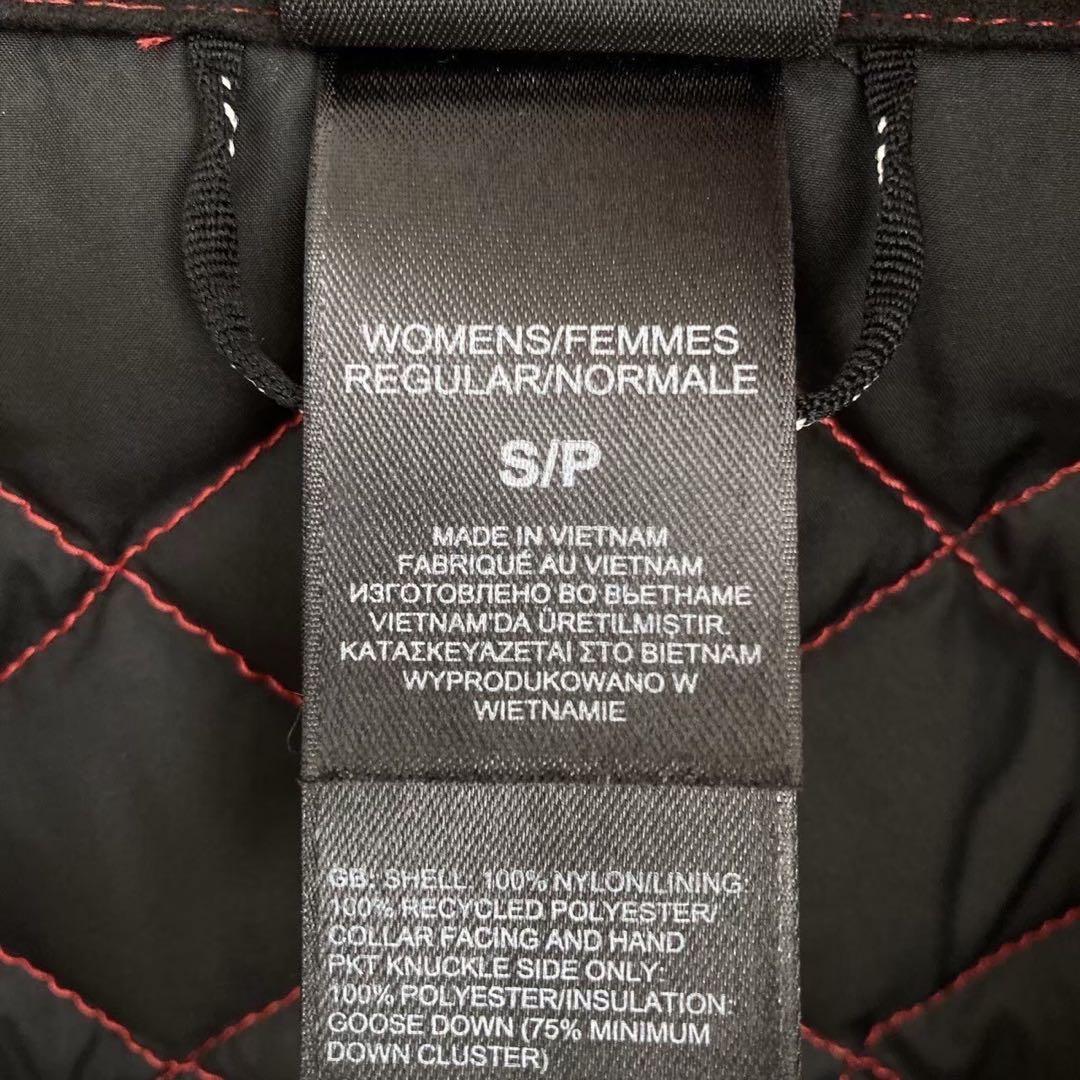 WOMENS/FEMMES
REGULAR/NORMALE
S/P
MADE IN VIETNAM
FABRIQUÉ AU VIETNAM
ИЗГОТОВЛЕНО ВО ВЬЕТНАМЕ
VIETNAM'DA ÜRETILMIŞTIR.
ΚΑΤΑΣΚΕΥΑΖΕΤΑΙ ΣΤΟ ΒΙΕΤΝΑΜ
WYPRODUKOWANO W
WIETNAMIE
GB: SHELL: 100% NYLON/LINING:
100% RECYCLED POLYESTER/
COLLAR FACING AND HAND
PKT KNUCKLE SIDE ONLY:
100% POLYESTER/INSULATION:
GOOSE DOWN (75% MINIMUM
DOWN CLUSTER)